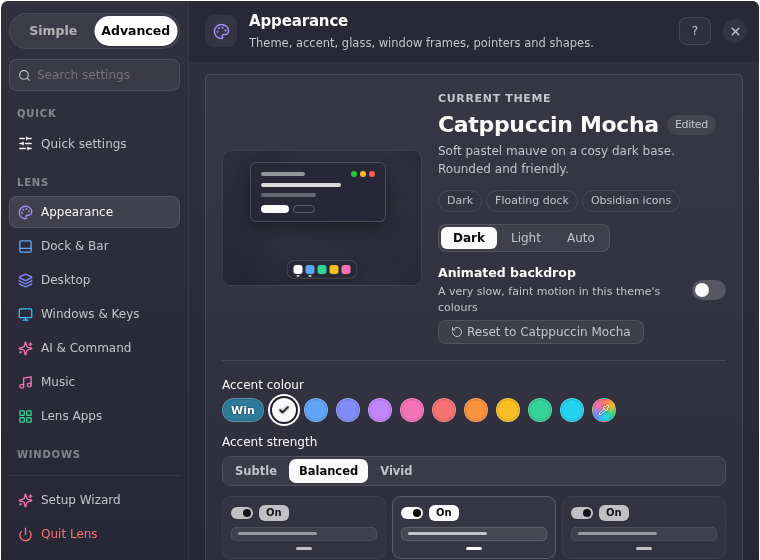 Simple
Advanced
Search settings
QUICK
Quick settings
LENS
Appearance
Dock & Bar
Desktop
Windows & Keys
AI & Command
Music
Lens Apps
WINDOWS
Setup Wizard
Quit Lens
Appearance
Theme, accent, glass, window frames, pointers and shapes.
?
CURRENT THEME
Catppuccin Mocha
Edited
Soft pastel mauve on a cosy dark base.
Rounded and friendly.
Dark
Floating dock
Obsidian icons
Dark
Light
Auto
Animated backdrop
A very slow, faint motion in this theme's
colours
Reset to Catppuccin Mocha
Accent colour
Win
Accent strength
Subtle
Balanced
Vivid
On
On
On